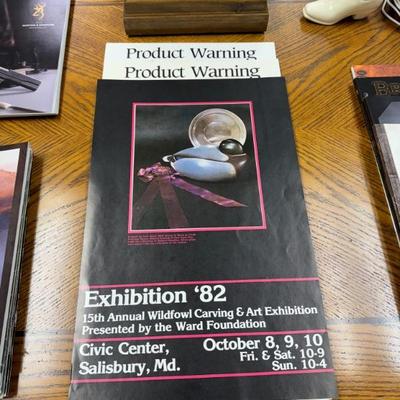 Product Warning
Product Warning
Exhibition '82
15th Annual Wildfowl Carving & Art Exhibition
Presented by the Ward Foundation
Civic Center,
Salisbury, Md.
October 8, 9, 10
Fri. & Sat. 10-9
Sun. 10-4